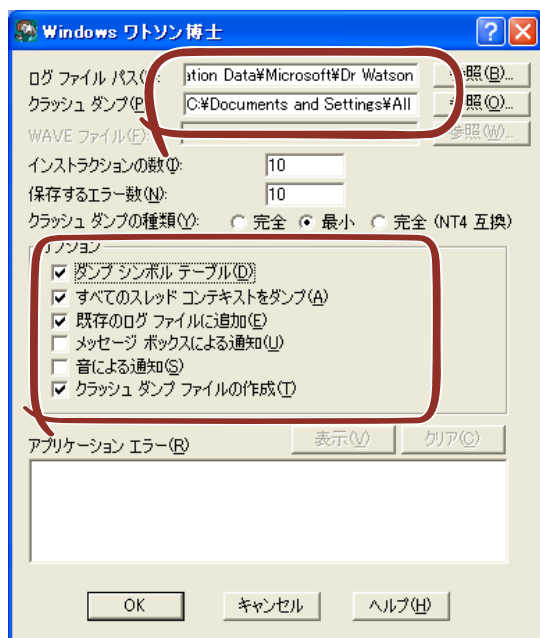 Windows ワトソン博士
ログ ファイル パス( : ation Data¥Microsoft¥Dr Watson 参照(B)...
クラッシュ ダンプ(P C:¥Documents and Settings¥All 参照(O)...
WAVE ファイル(F): 参照(W)...
インストラクションの数(I): 10
保存するエラー数(N): 10
クラッシュ ダンプの種類(Y): 完全 最小 完全 (NT4 互換)
オプション
ダンプ シンボル テーブル(D)
すべてのスレッド コンテキストをダンプ(A)
既存のログ ファイルに追加(E)
メッセージ ボックスによる通知(U)
音による通知(S)
クラッシュ ダンプ ファイルの作成(T)
アプリケーション エラー(R) 表示(V) クリア(C)
OK キャンセル ヘルプ(H)